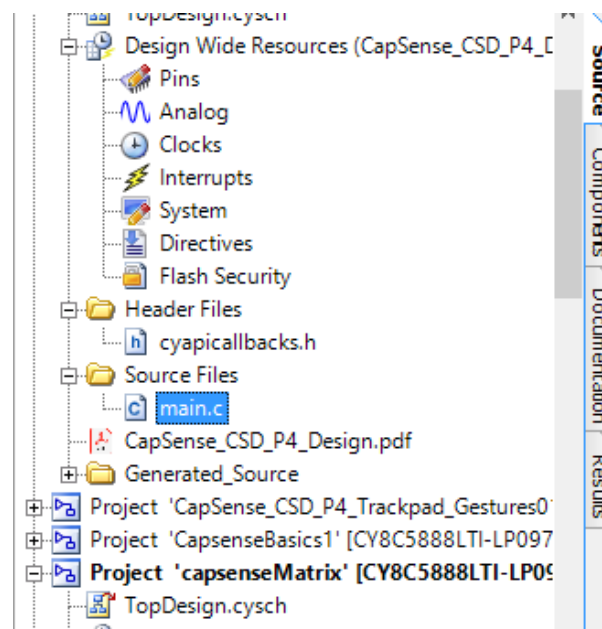 TopDesign.cysch
Design Wide Resources (CapSense_CSD_P4_D
Pins
Analog
Clocks
Interrupts
System
Directives
Flash Security
Header Files
h cyapicallbacks.h
Source Files
c main.c
CapSense_CSD_P4_Design.pdf
Generated_Source
Project 'CapSense_CSD_P4_Trackpad_Gestures0
Project 'CapsenseBasics1' [CY8C5888LTI-LP097
Project 'capsenseMatrix' [CY8C5888LTI-LP09
TopDesign.cysch
Source
Components
Documentation
Results